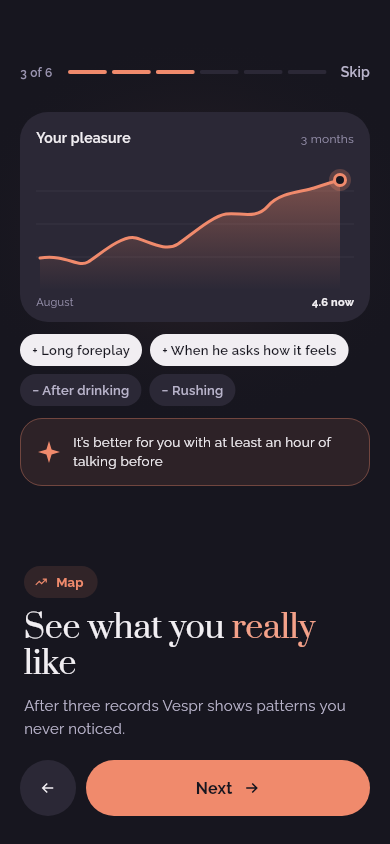 3 of 6
Skip
Your pleasure
3 months
August
4.6 now
+ Long foreplay
+ When he asks how it feels
– After drinking
– Rushing
It's better for you with at least an hour of
talking before
Map
See what you really
like
After three records Vespr shows patterns you
never noticed.
Next